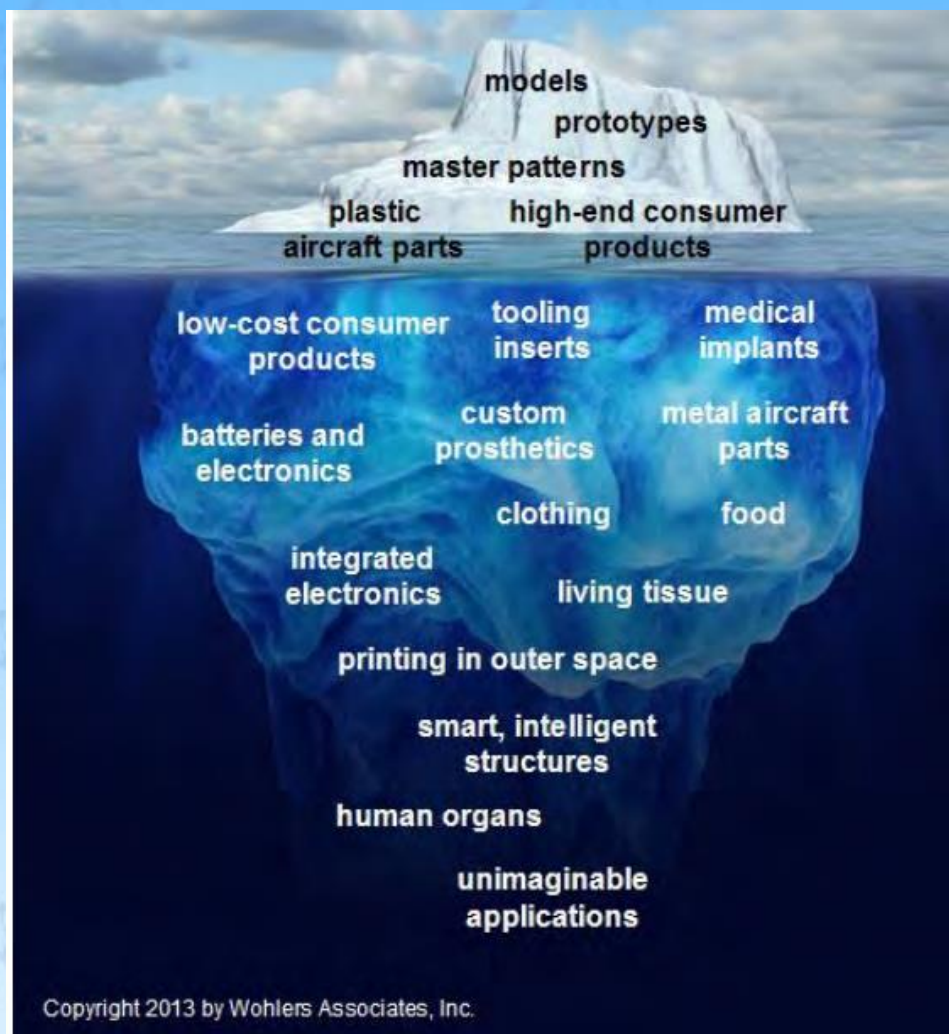 models
prototypes
master patterns
plastic
aircraft parts
high-end consumer
products
low-cost consumer
products
tooling
inserts
medical
implants
batteries and
electronics
custom
prosthetics
metal aircraft
parts
clothing
food
integrated
electronics
living tissue
printing in outer space
smart, intelligent
structures
human organs
unimaginable
applications
Copyright 2013 by Wohlers Associates, Inc.